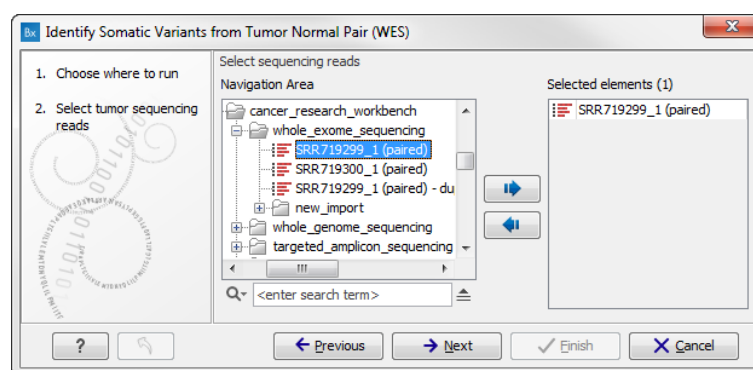 Bx Identify Somatic Variants from Tumor Normal Pair (WES)
1. Choose where to run
2. Select tumor sequencing
reads
Select sequencing reads
Navigation Area
cancer_research_workbench
whole_exome_sequencing
SRR719299_1 (paired)
SRR719300_1 (paired)
SRR719299_1 (paired) - du
new_import
whole_genome_sequencing
targeted_amplicon_sequencing
<enter search term>
Selected elements (1)
SRR719299_1 (paired)
?
Previous
Next
Finish
Cancel